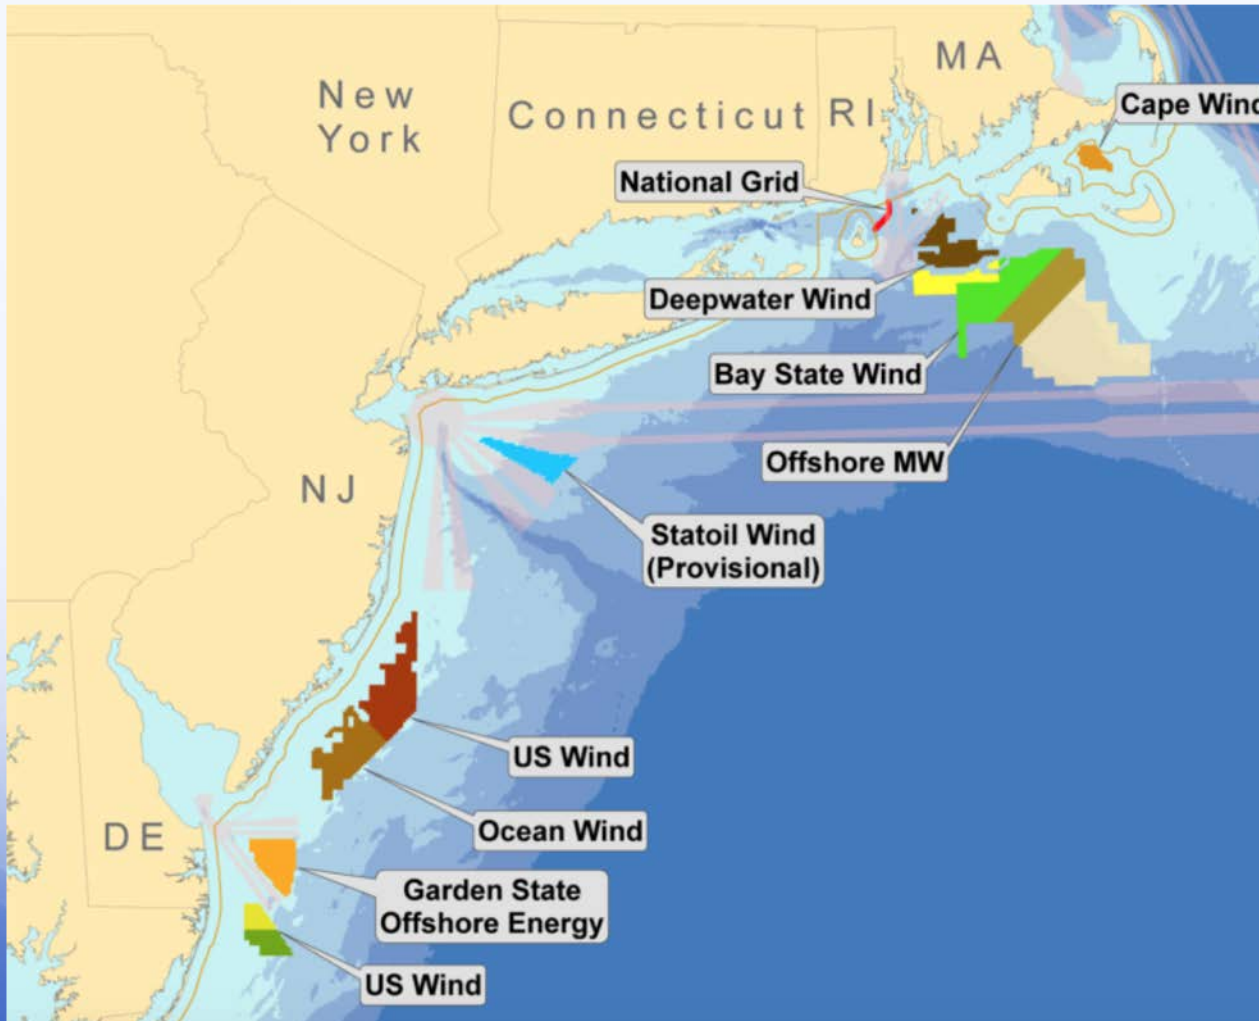 MA
New
York
Connecticut
RI
Cape Wind
National Grid
Deepwater Wind
Bay State Wind
Offshore MW
NJ
Statoil Wind
(Provisional)
US Wind
Ocean Wind
DE
Garden State
Offshore Energy
US Wind